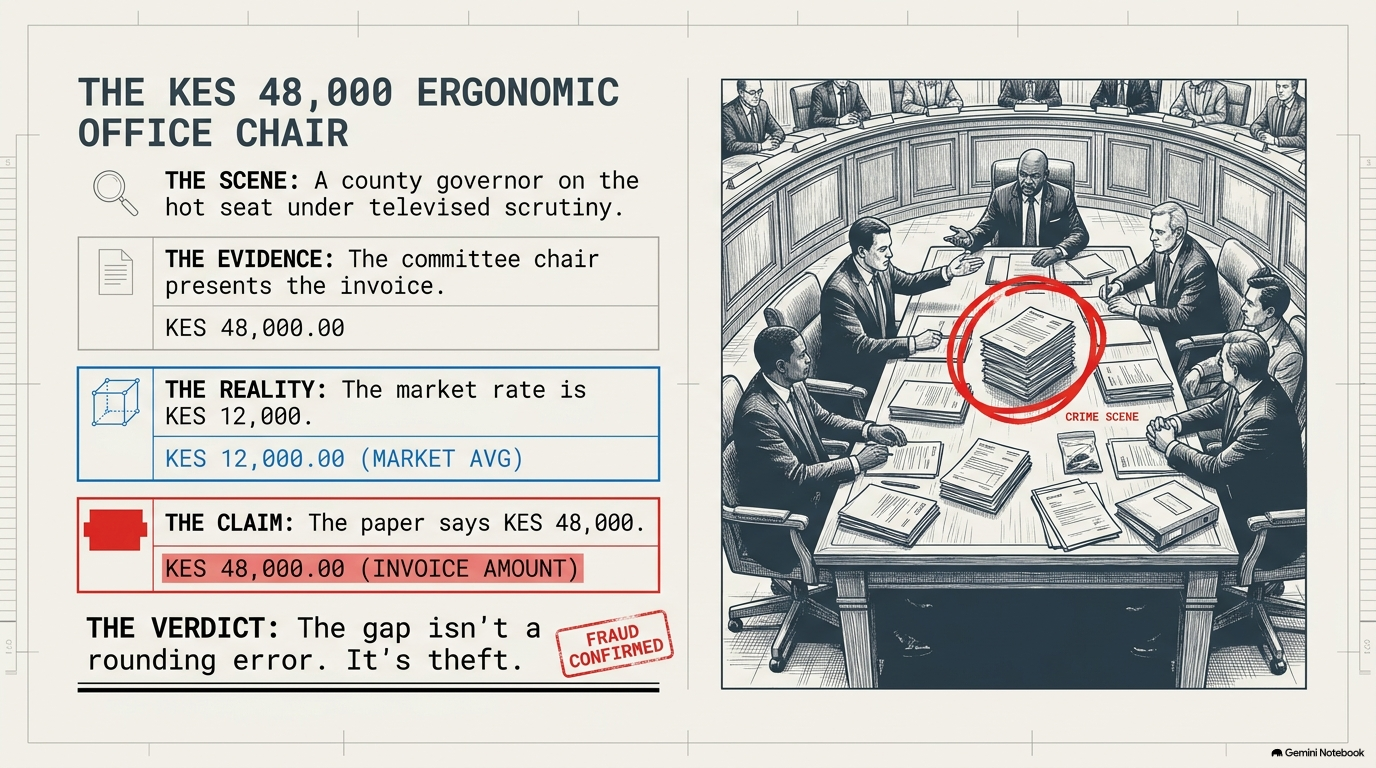 THE KES 48,000 ERGONOMIC
OFFICE CHAIR
THE SCENE: A county governor on the
hot seat under televised scrutiny.
THE EVIDENCE: The committee chair
presents the invoice.
KES 48,000.00
THE REALITY: The market rate is
KES 12,000.
KES 12,000.00 (MARKET AVG)
THE CLAIM: The paper says KES 48,000.
KES 48,000.00 (INVOICE AMOUNT)
THE VERDICT: The gap isn't a
rounding error. It's theft.
FRAUD
CONFIRMED
CRIME SCENE
Gemini Notebook